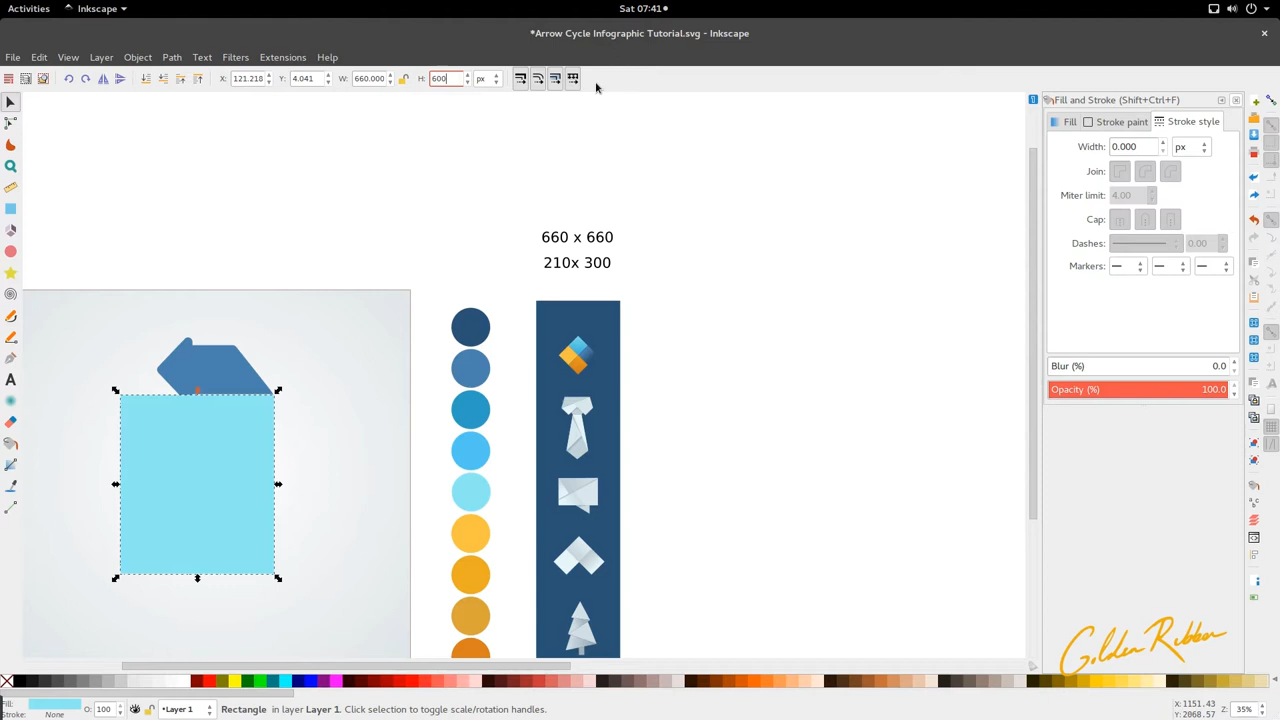 Activities
Inkscape
Sat 07:41
*Arrow Cycle Infographic Tutorial.svg - Inkscape
File Edit View Layer Object Path Text Filters Extensions Help
X: 121.218 Y: 4.041 W: 660.000 H: 600 px
Fill and Stroke (Shift+Ctrl+F)
Fill Stroke paint Stroke style
Width: 0.000 px
Join:
Miter limit: 4.00
Cap:
Dashes: 0.00
Markers:
660 x 660
210x 300
Blur (%) 0.0
Opacity (%) 100.0
Golden Ribbon
Fill:
Stroke: None
O: 100
•Layer 1
Rectangle in layer Layer 1. Click selection to toggle scale/rotation handles.
X: 1151.43
Y: 2068.57
Z: 35%